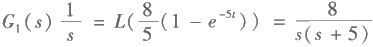 G₁(s) 1/s = L(8/5(1 − e⁻⁵ᵗ)) = 8/s(s + 5)